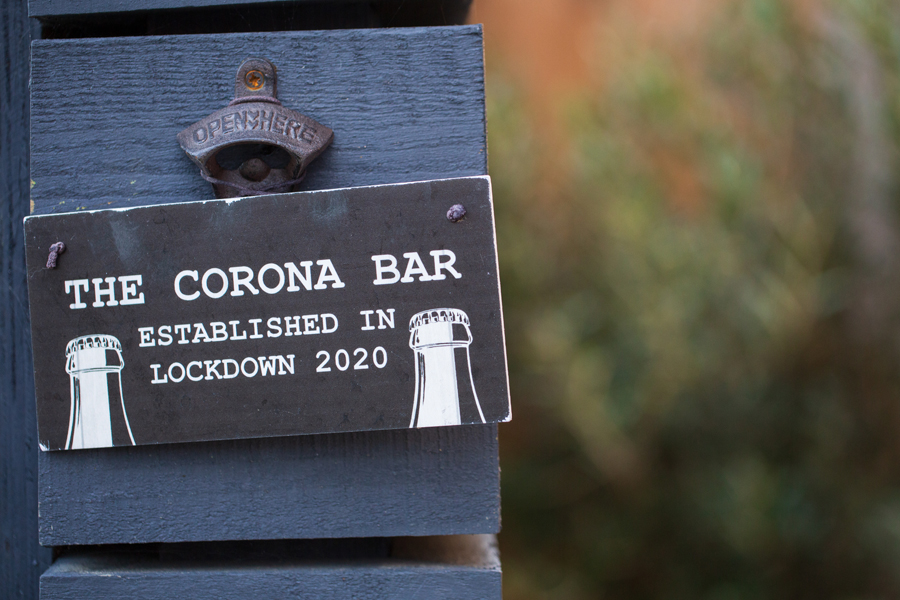 OPEN HERE
THE CORONA BAR
ESTABLISHED IN
LOCKDOWN 2020